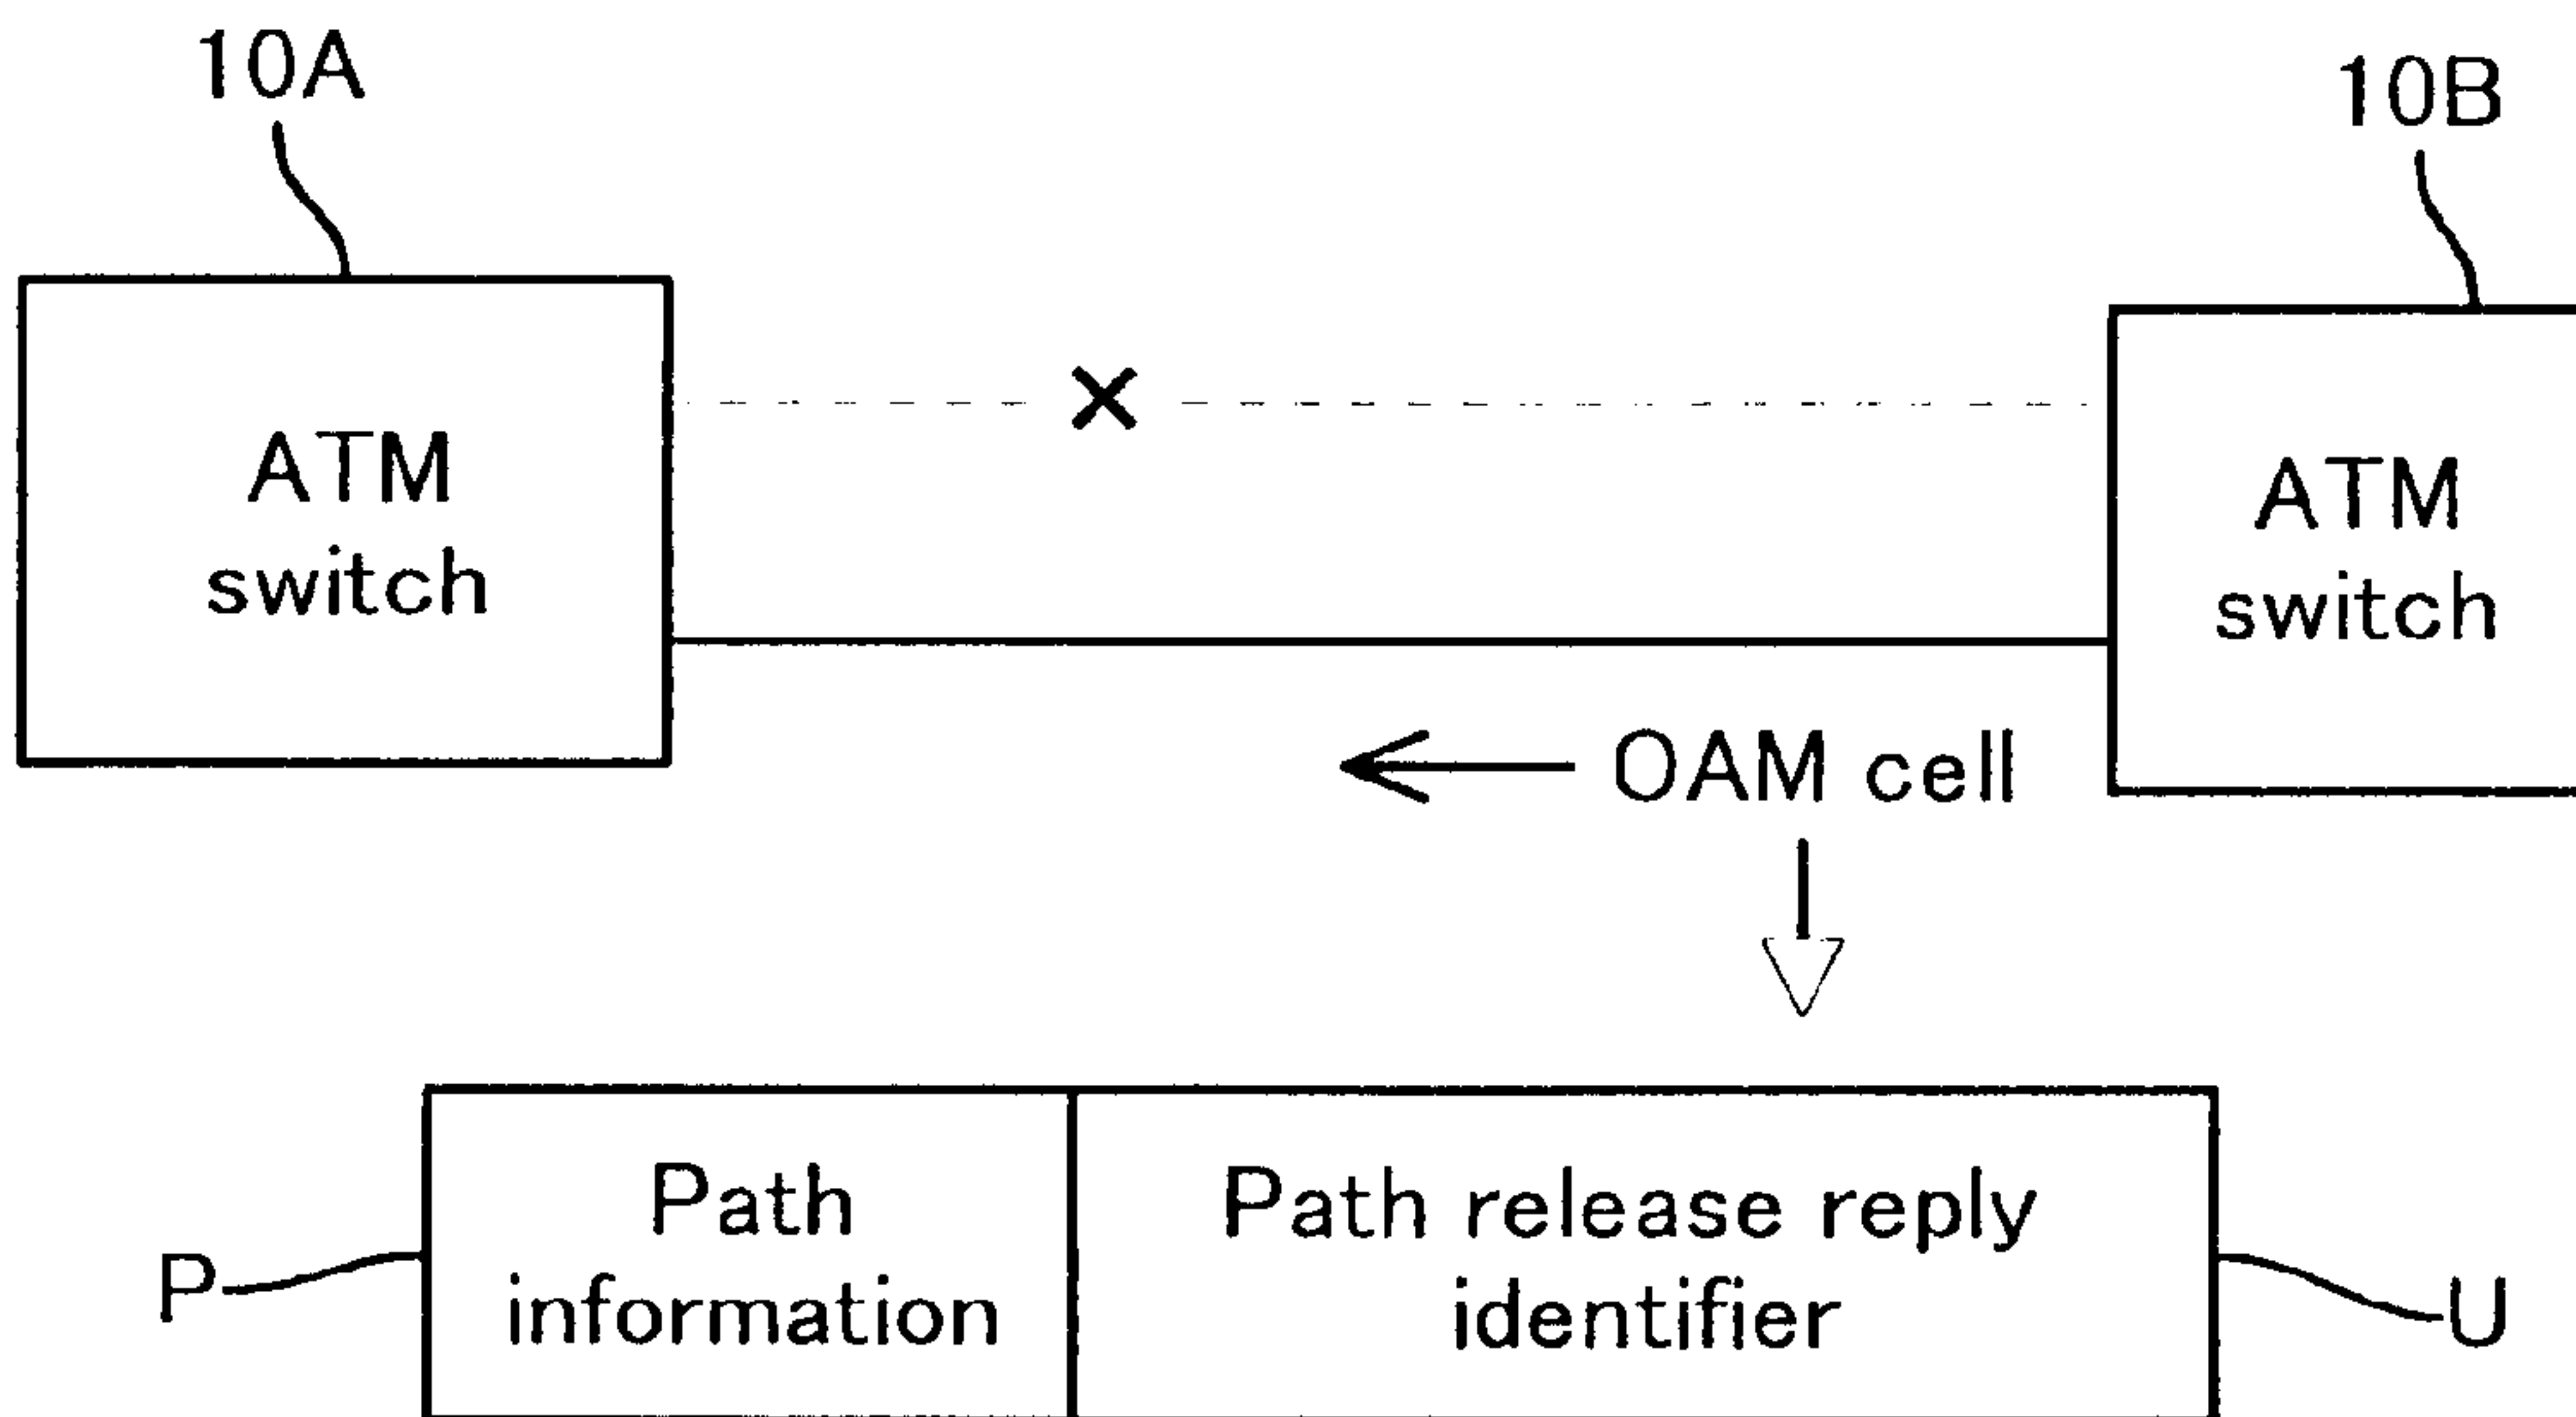 10A
10B
ATM
switch
ATM
switch
OAM cell
Path
information
Path release reply
identifier
P
U